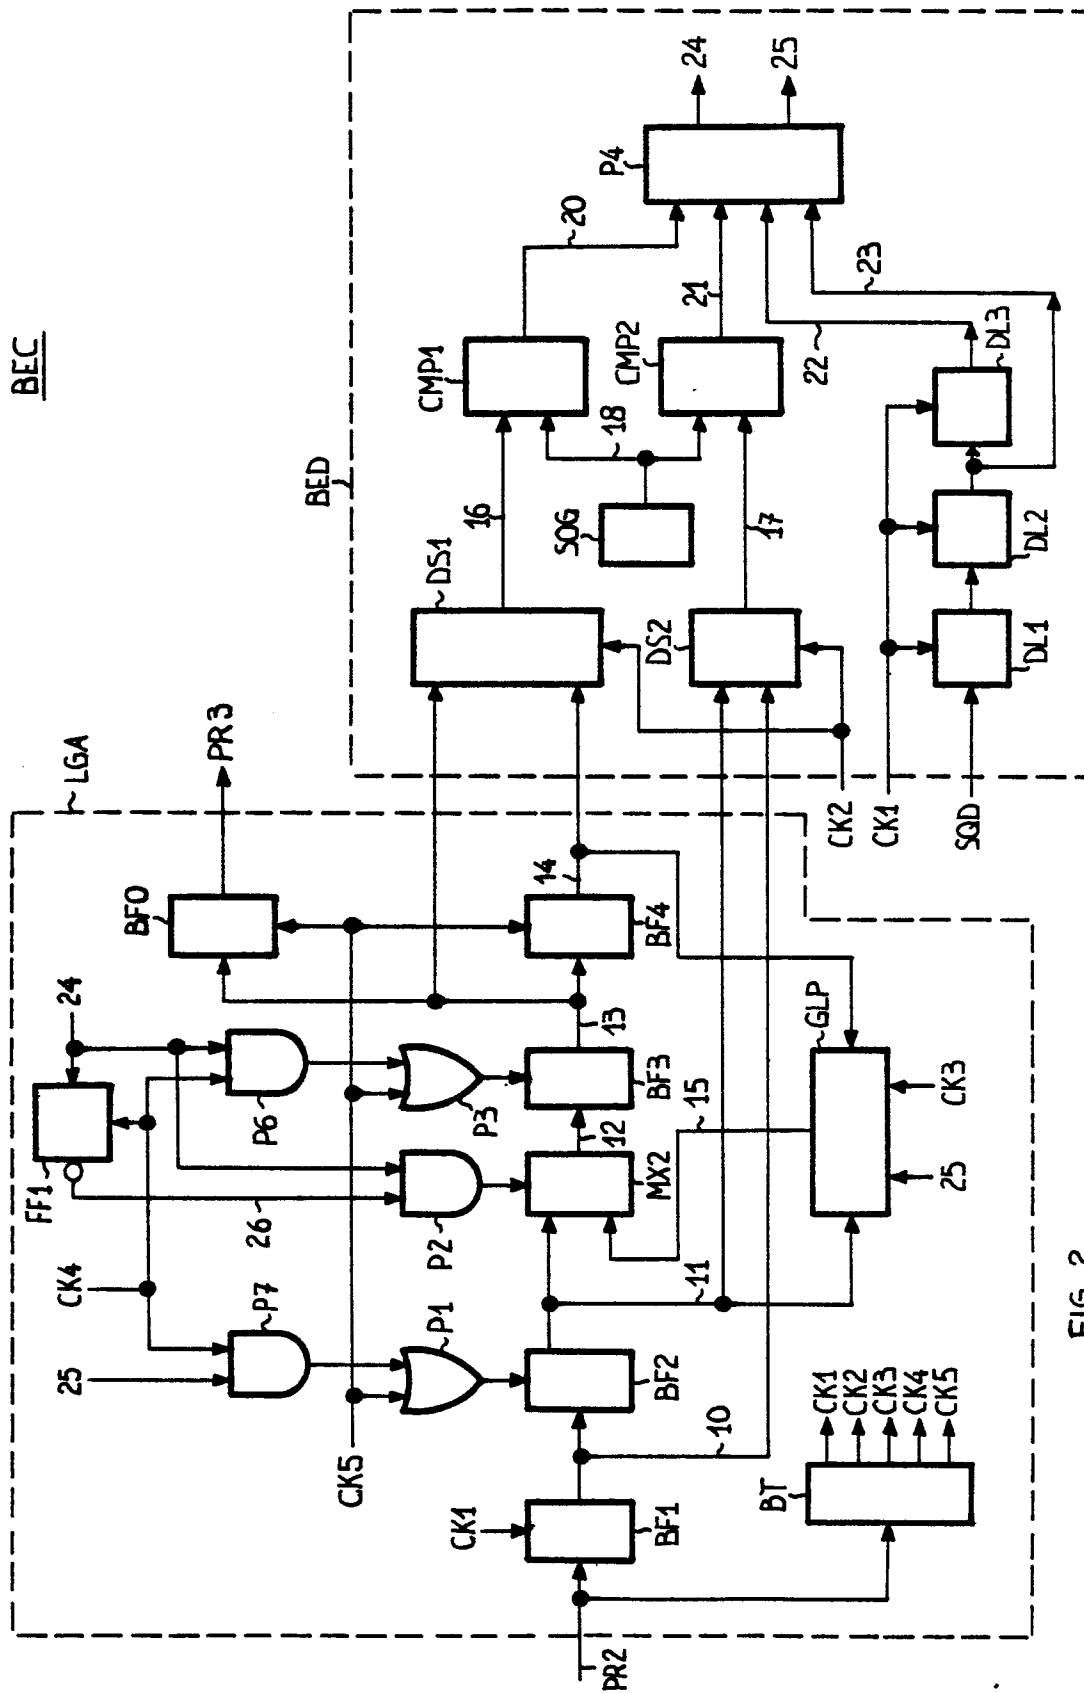 BEC
LGA
BED
FF1
24
PR3
BF0
CK4
25
P7
26
P6
P2
P3
P1
CK5
CK1
PR2
BF1
10
BF2
11
MX2
12
15
BF3
13
BF4
14
GLP
25
CK3
BT
CK1
CK2
CK3
CK4
CK5
DS1
16
CMP1
20
P4
24
25
SOG
18
CMP2
21
DS2
17
22
23
CK2
CK1
SQD
DL1
DL2
DL3
FIG. 2